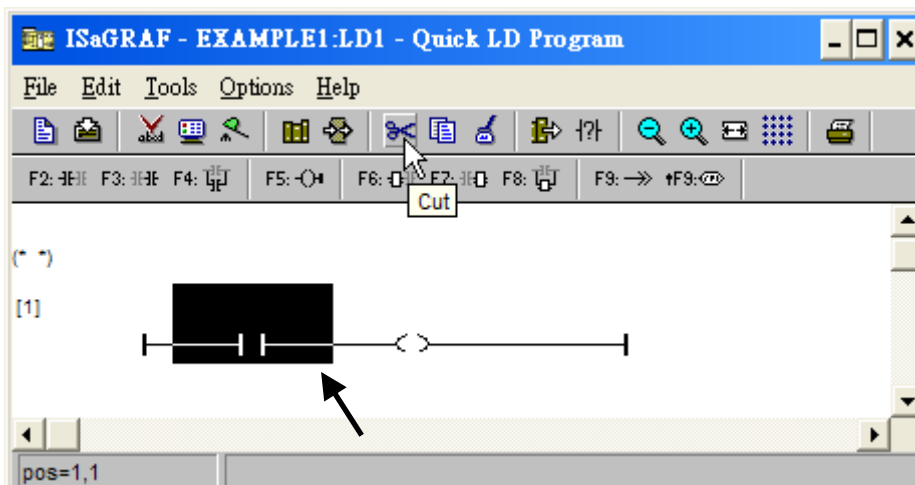 ISaGRAF - EXAMPLE1:LD1 - Quick LD Program
File Edit Tools Options Help
F2: F3: F4: F5: F6: F7: F8: F9: F9:
Cut
(* *)
[1]
pos=1,1